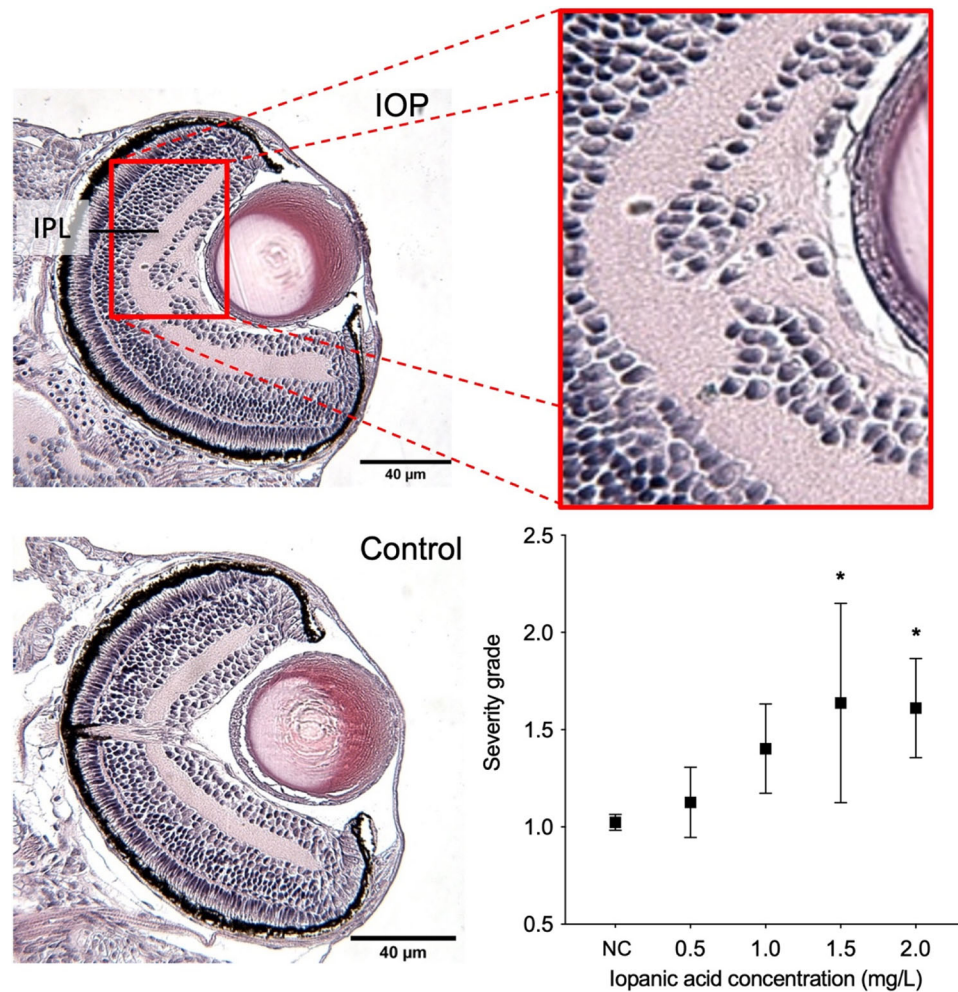 IOP
IPL
40 µm
Control
40 µm
Severity grade
2.5
2.0
1.5
1.0
0.5
*
*
NC 0.5 1.0 1.5 2.0
Iopanic acid concentration (mg/L)